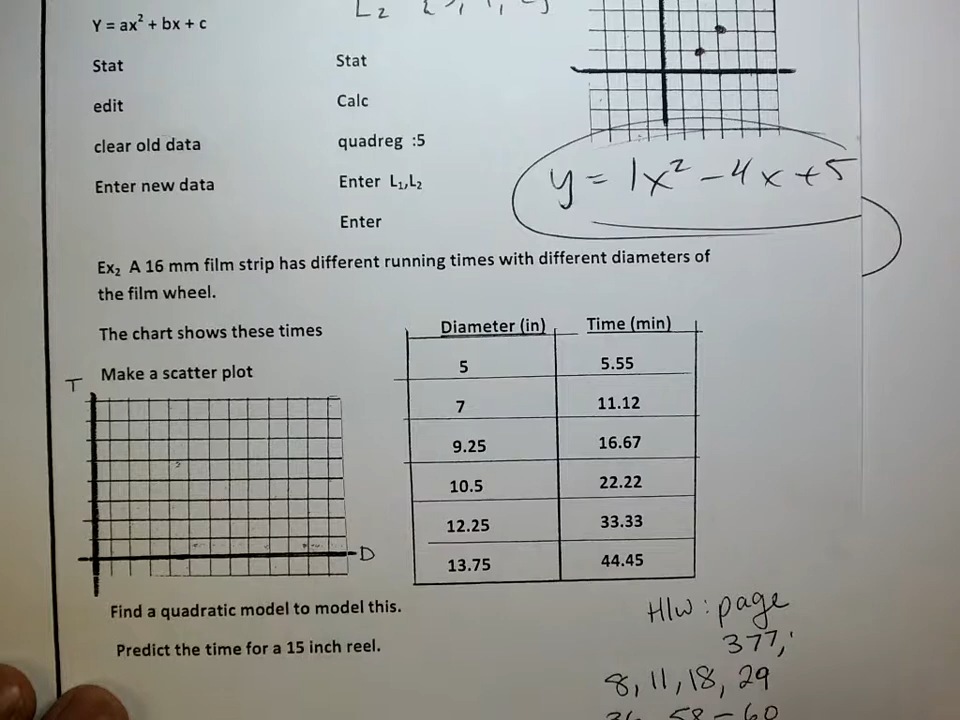 Y = ax² + bx + c
L₂
Stat
Stat
edit
Calc
clear old data
quadreg :5
Enter new data
Enter L₁,L₂
Enter
y = 1x² - 4x + 5
Ex₂ A 16 mm film strip has different running times with different diameters of
the film wheel.
The chart shows these times
Make a scatter plot
T
D
Diameter (in) Time (min)
5 5.55
7 11.12
9.25 16.67
10.5 22.22
12.25 33.33
13.75 44.45
Find a quadratic model to model this.
Predict the time for a 15 inch reel.
H/w : page
377,
8, 11, 18, 29
58 - 60